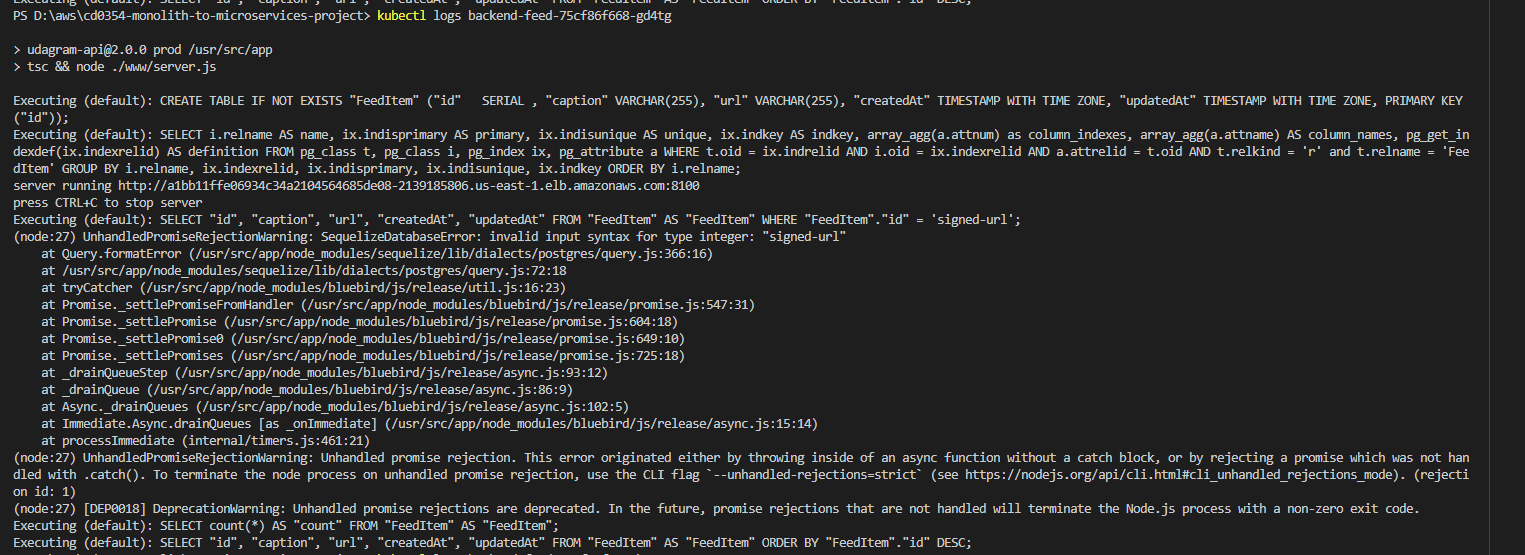 PS D:\aws\cd0354-monolith-to-microservices-project> kubectl logs backend-feed-75cf86f668-gd4tg
> udagram-api@2.0.0 prod /usr/src/app
> tsc && node ./www/server.js
Executing (default): CREATE TABLE IF NOT EXISTS "FeedItem" ("id"   SERIAL , "caption" VARCHAR(255), "url" VARCHAR(255), "createdAt" TIMESTAMP WITH TIME ZONE, "updatedAt" TIMESTAMP WITH TIME ZONE, PRIMARY KEY
("id"));
Executing (default): SELECT i.relname AS name, ix.indisprimary AS primary, ix.indisunique AS unique, ix.indkey AS indkey, array_agg(a.attnum) as column_indexes, array_agg(a.attname) AS column_names, pg_get_in
dexdef(ix.indexrelid) AS definition FROM pg_class t, pg_class i, pg_index ix, pg_attribute a WHERE t.oid = ix.indrelid AND i.oid = ix.indexrelid AND a.attrelid = t.oid AND t.relkind = 'r' and t.relname = 'Fee
dItem' GROUP BY i.relname, ix.indexrelid, ix.indisprimary, ix.indisunique, ix.indkey ORDER BY i.relname;
server running http://a1bb11ffe06934c34a2104564685de08-2139185806.us-east-1.elb.amazonaws.com:8100
press CTRL+C to stop server
Executing (default): SELECT "id", "caption", "url", "createdAt", "updatedAt" FROM "FeedItem" AS "FeedItem" WHERE "FeedItem"."id" = 'signed-url';
(node:27) UnhandledPromiseRejectionWarning: SequelizeDatabaseError: invalid input syntax for type integer: "signed-url"
    at Query.formatError (/usr/src/app/node_modules/sequelize/lib/dialects/postgres/query.js:366:16)
    at /usr/src/app/node_modules/sequelize/lib/dialects/postgres/query.js:72:18
    at tryCatcher (/usr/src/app/node_modules/bluebird/js/release/util.js:16:23)
    at Promise._settlePromiseFromHandler (/usr/src/app/node_modules/bluebird/js/release/promise.js:547:31)
    at Promise._settlePromise (/usr/src/app/node_modules/bluebird/js/release/promise.js:604:18)
    at Promise._settlePromise0 (/usr/src/app/node_modules/bluebird/js/release/promise.js:649:10)
    at Promise._settlePromises (/usr/src/app/node_modules/bluebird/js/release/promise.js:725:18)
    at _drainQueueStep (/usr/src/app/node_modules/bluebird/js/release/async.js:93:12)
    at _drainQueue (/usr/src/app/node_modules/bluebird/js/release/async.js:86:9)
    at Async._drainQueues (/usr/src/app/node_modules/bluebird/js/release/async.js:102:5)
    at Immediate.Async.drainQueues [as _onImmediate] (/usr/src/app/node_modules/bluebird/js/release/async.js:15:14)
    at processImmediate (internal/timers.js:461:21)
(node:27) UnhandledPromiseRejectionWarning: Unhandled promise rejection. This error originated either by throwing inside of an async function without a catch block, or by rejecting a promise which was not han
dled with .catch(). To terminate the node process on unhandled promise rejection, use the CLI flag `--unhandled-rejections=strict` (see https://nodejs.org/api/cli.html#cli_unhandled_rejections_mode). (rejecti
on id: 1)
(node:27) [DEP0018] DeprecationWarning: Unhandled promise rejections are deprecated. In the future, promise rejections that are not handled will terminate the Node.js process with a non-zero exit code.
Executing (default): SELECT count(*) AS "count" FROM "FeedItem" AS "FeedItem";
Executing (default): SELECT "id", "caption", "url", "createdAt", "updatedAt" FROM "FeedItem" AS "FeedItem" ORDER BY "FeedItem"."id" DESC;